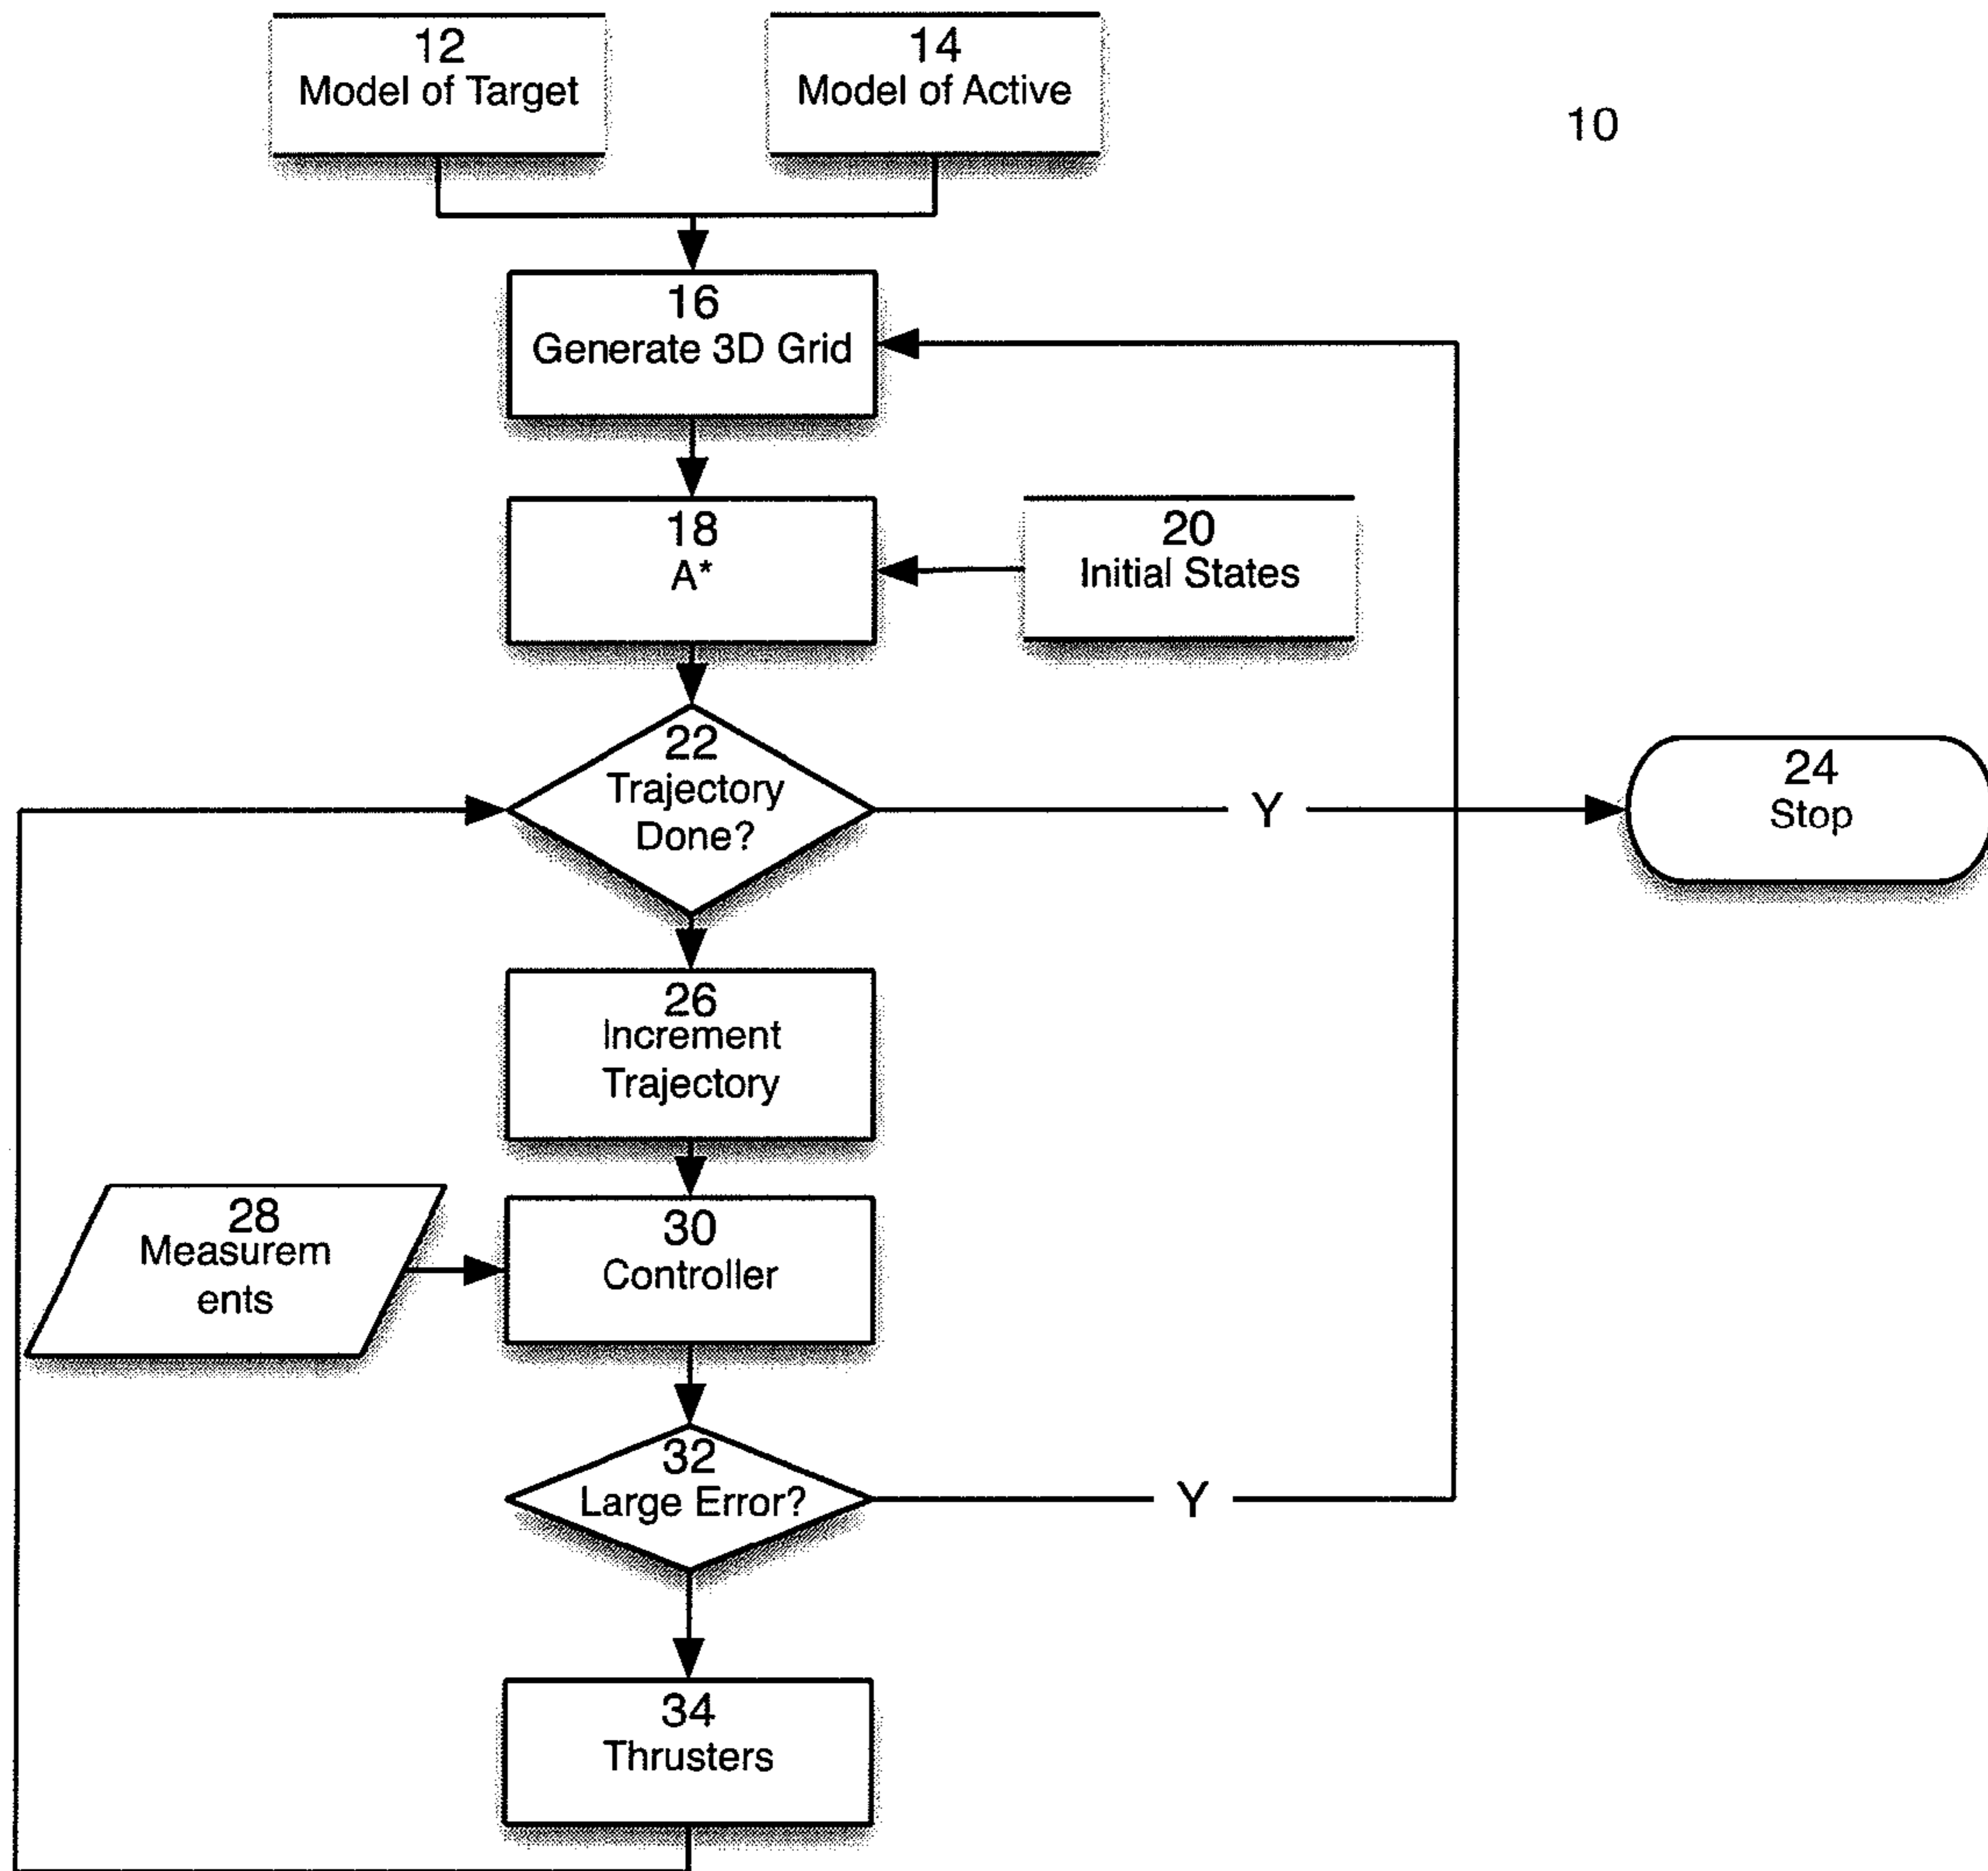 12
Model of Target
14
Model of Active
10
16
Generate 3D Grid
18
A*
20
Initial States
22
Trajectory
Done?
Y
24
Stop
26
Increment
Trajectory
28
Measurem
ents
30
Controller
32
Large Error?
Y
34
Thrusters